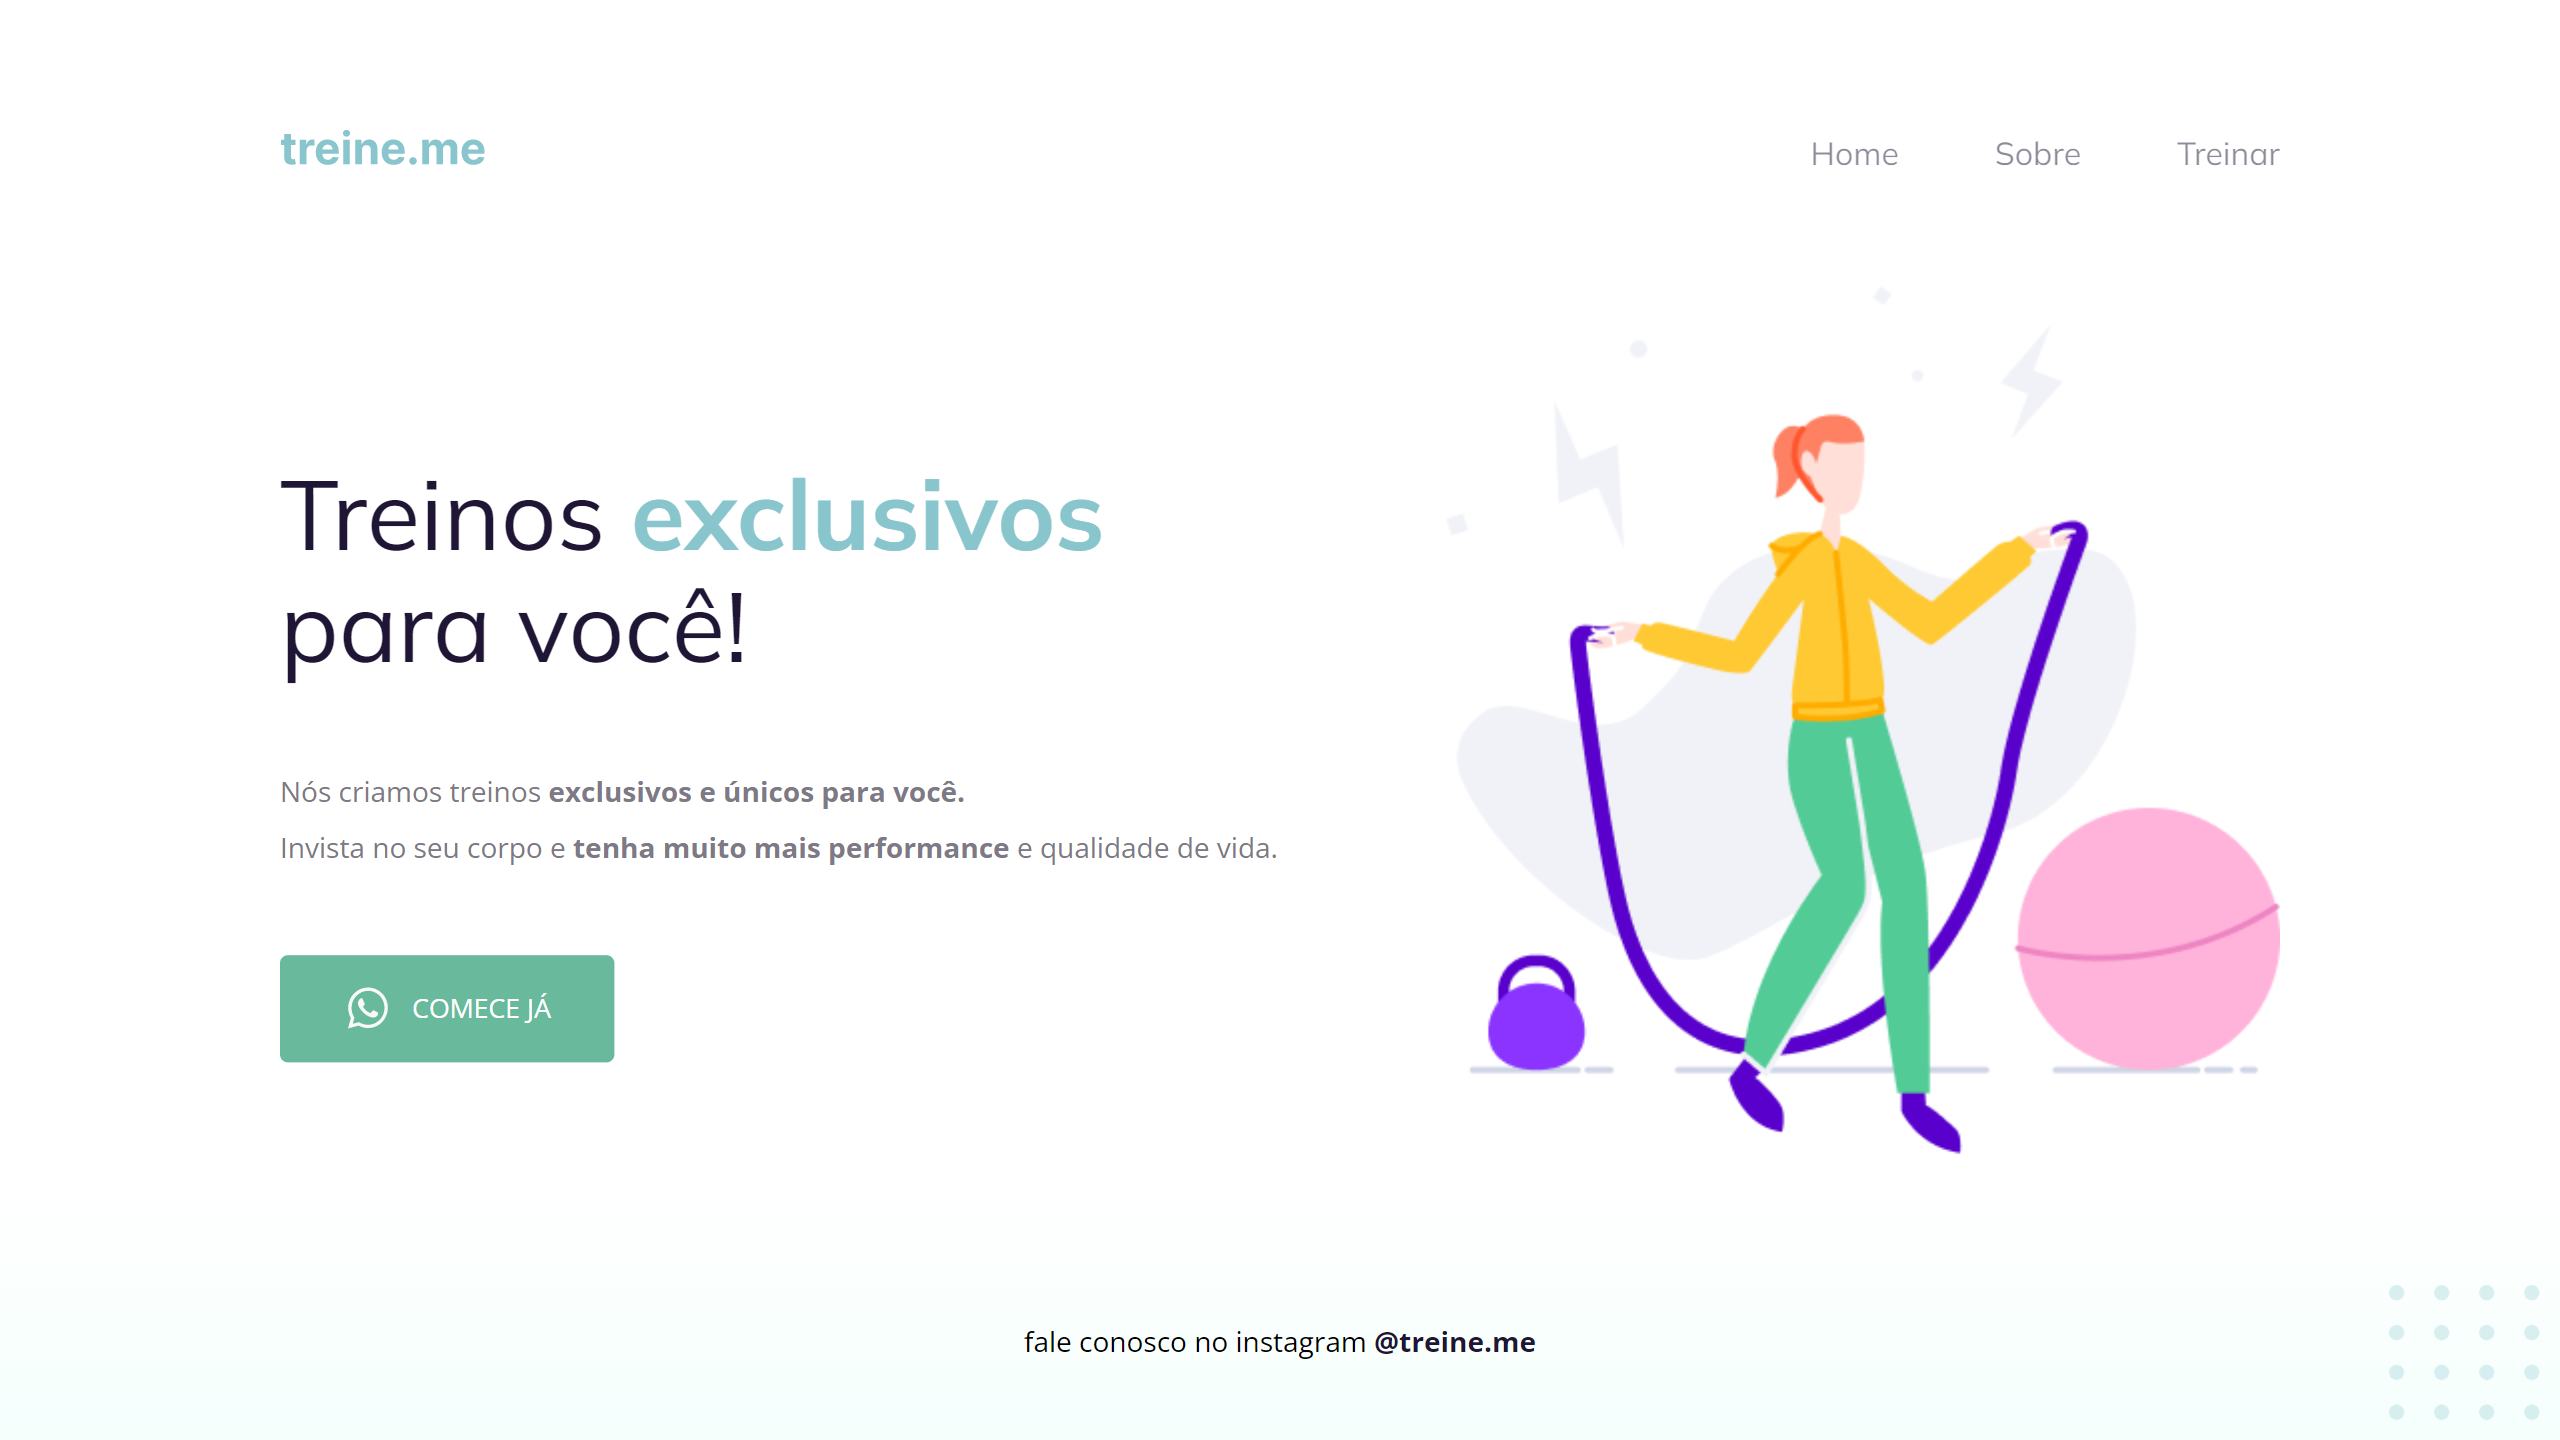 treine.me
Home
Sobre
Treinar
Treinos exclusivos
para você!
Nós criamos treinos exclusivos e únicos para você.
Invista no seu corpo e tenha muito mais performance e qualidade de vida.
COMECE JÁ
fale conosco no instagram @treine.me